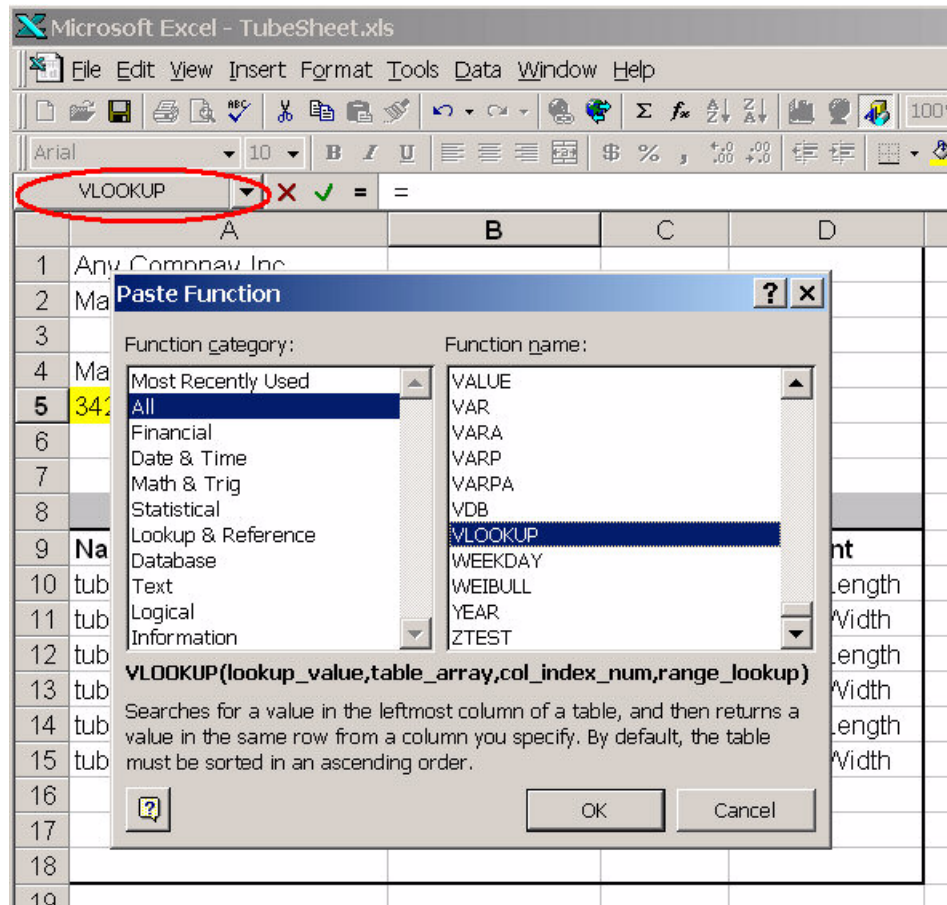 Microsoft Excel - TubeSheet.xls
File Edit View Insert Format Tools Data Window Help
ABC Σ fx A Z Z A 100
Arial 10 B I U $ % ,
VLOOKUP = =
A B C D
1 Any Compnay Inc
2 Ma
3
4 Ma
5 342
6
7
8
9 Na nt
10 tub Length
11 tub Width
12 tub Length
13 tub Width
14 tub Length
15 tub Width
16
17
18
19
Paste Function ?
Function category: Function name:
Most Recently Used VALUE
All VAR
Financial VARA
Date & Time VARP
Math & Trig VARPA
Statistical VDB
Lookup & Reference VLOOKUP
Database WEEKDAY
Text WEIBULL
Logical YEAR
Information ZTEST
VLOOKUP(lookup_value,table_array,col_index_num,range_lookup)
Searches for a value in the leftmost column of a table, and then returns a
value in the same row from a column you specify. By default, the table
must be sorted in an ascending order.
? OK Cancel